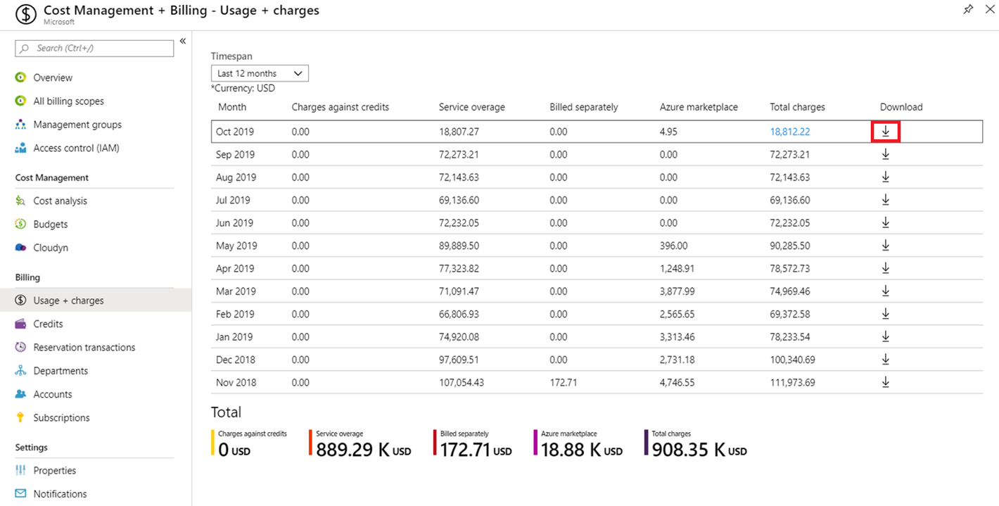 Cost Management + Billing - Usage + charges
Microsoft
Search (Ctrl+/)
«
Overview
All billing scopes
Management groups
Access control (IAM)
Cost Management
Cost analysis
Budgets
Cloudyn
Billing
Usage + charges
Credits
Reservation transactions
Departments
Accounts
Subscriptions
Settings
Properties
Notifications
Timespan
Last 12 months
*Currency: USD
Month Charges against credits Service overage Billed separately Azure marketplace Total charges Download
Oct 2019 0.00 18,807.27 0.00 4.95 18,812.22
Sep 2019 0.00 72,273.21 0.00 0.00 72,273.21
Aug 2019 0.00 72,143.63 0.00 0.00 72,143.63
Jul 2019 0.00 69,136.60 0.00 0.00 69,136.60
Jun 2019 0.00 72,232.05 0.00 0.00 72,232.05
May 2019 0.00 89,889.50 0.00 396.00 90,285.50
Apr 2019 0.00 77,323.82 0.00 1,248.91 78,572.73
Mar 2019 0.00 71,091.47 0.00 3,877.99 74,969.46
Feb 2019 0.00 66,806.93 0.00 2,565.65 69,372.58
Jan 2019 0.00 74,920.08 0.00 3,313.46 78,233.54
Dec 2018 0.00 97,609.51 0.00 2,731.18 100,340.69
Nov 2018 0.00 107,054.43 172.71 4,746.55 111,973.69
Total
Charges against credits Service overage Billed separately Azure marketplace Total charges
0 USD 889.29 K USD 172.71 USD 18.88 K USD 908.35 K USD